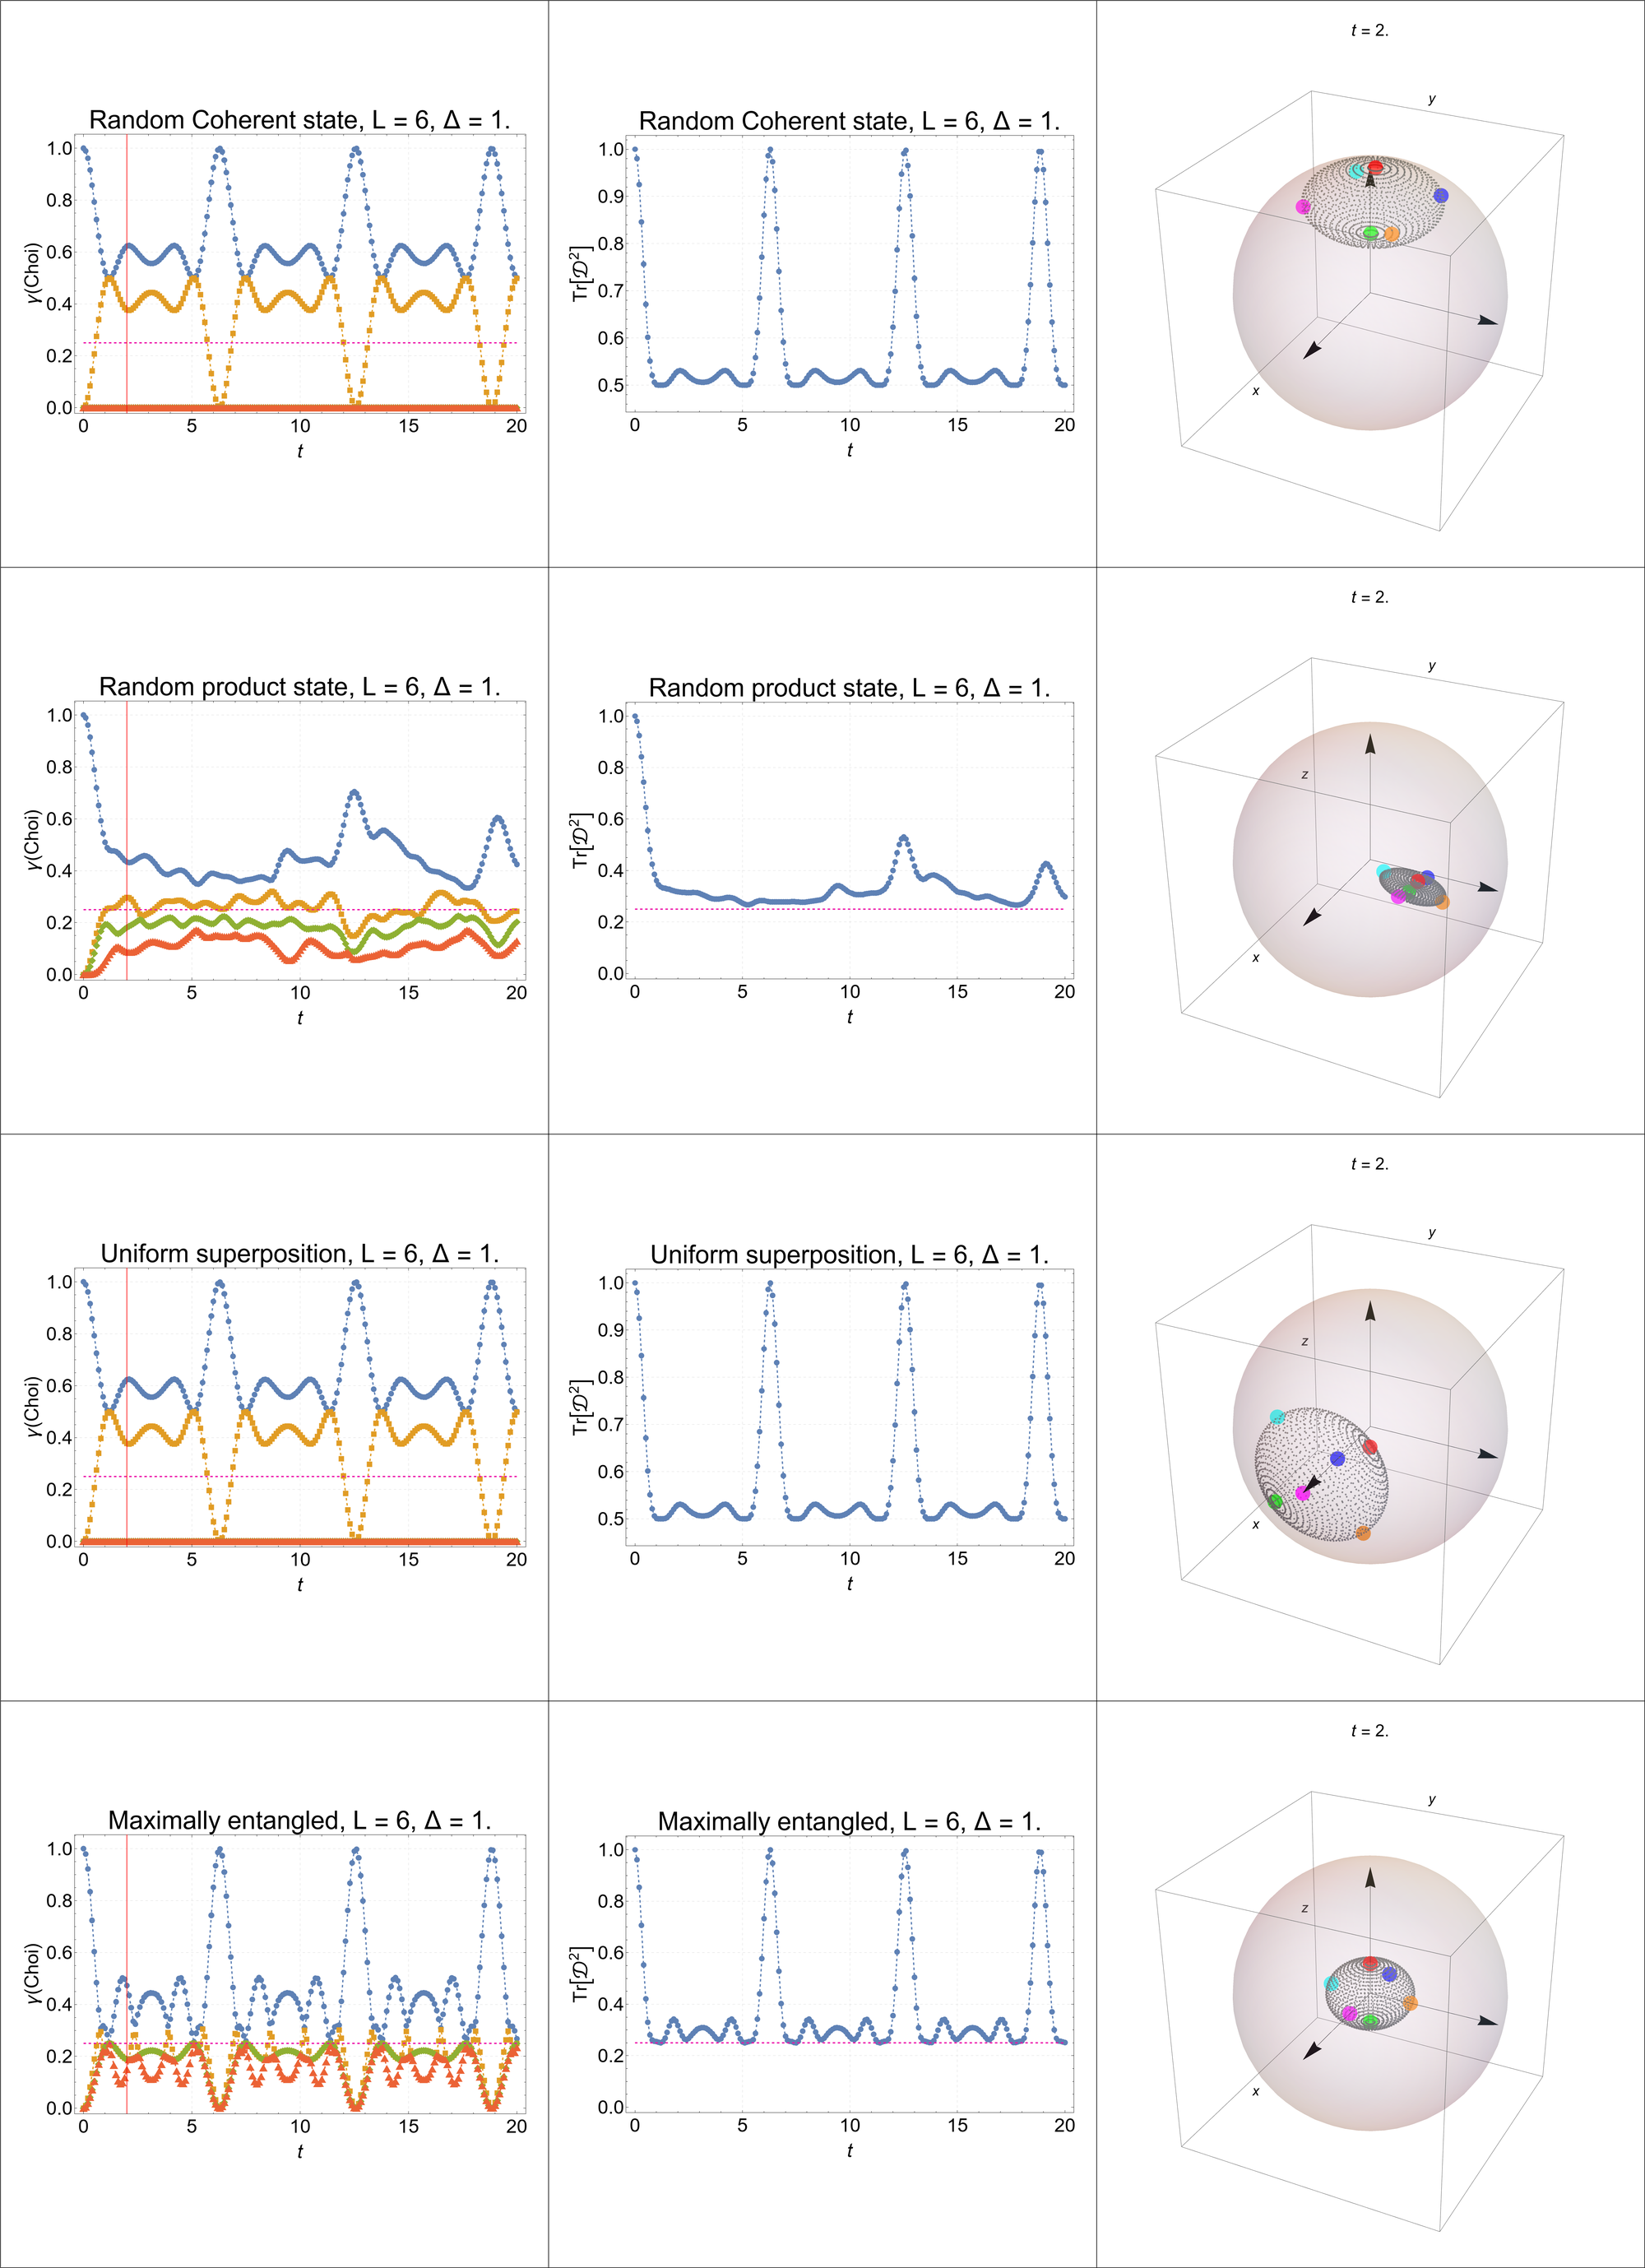 t = 2.
Random Coherent state, L = 6, Δ = 1.
γ(Choi)
1.0
0.8
0.6
0.4
0.2
0.0
0 5 10 15 20
t
Random Coherent state, L = 6, Δ = 1.
Tr[𝒟²]
1.0
0.9
0.8
0.7
0.6
0.5
0 5 10 15 20
t
y
z
x
t = 2.
Random product state, L = 6, Δ = 1.
γ(Choi)
1.0
0.8
0.6
0.4
0.2
0.0
0 5 10 15 20
t
Random product state, L = 6, Δ = 1.
Tr[𝒟²]
1.0
0.8
0.6
0.4
0.2
0.0
0 5 10 15 20
t
y
z
x
t = 2.
Uniform superposition, L = 6, Δ = 1.
γ(Choi)
1.0
0.8
0.6
0.4
0.2
0.0
0 5 10 15 20
t
Uniform superposition, L = 6, Δ = 1.
Tr[𝒟²]
1.0
0.9
0.8
0.7
0.6
0.5
0 5 10 15 20
t
y
z
x
t = 2.
Maximally entangled, L = 6, Δ = 1.
γ(Choi)
1.0
0.8
0.6
0.4
0.2
0.0
0 5 10 15 20
t
Maximally entangled, L = 6, Δ = 1.
Tr[𝒟²]
1.0
0.8
0.6
0.4
0.2
0.0
0 5 10 15 20
t
y
z
x